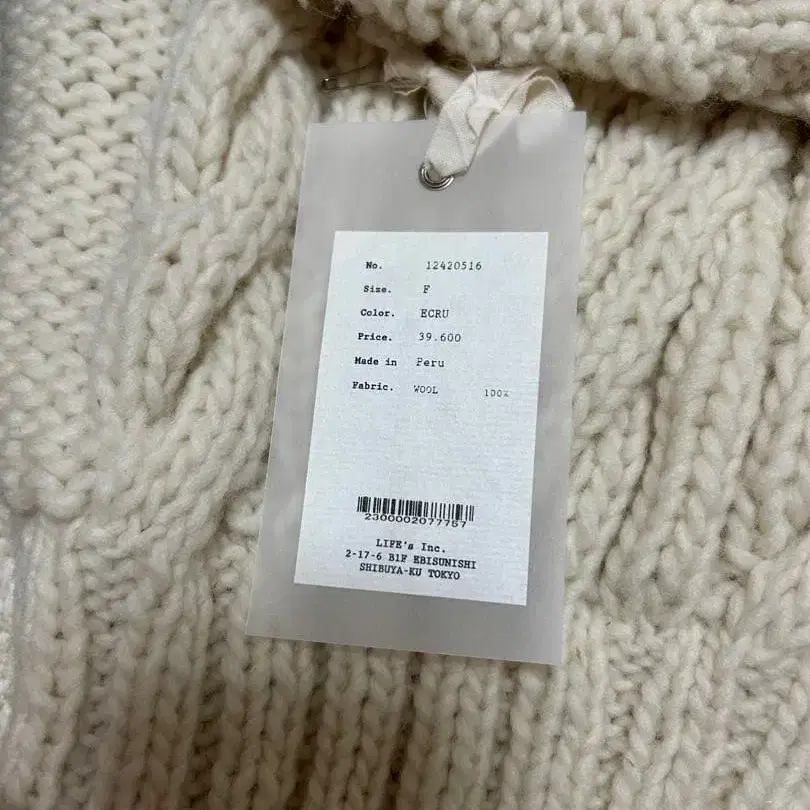 No. 12420516
Size. F
Color. ECRU
Price. 39.600
Made in Peru
Fabric. WOOL 100%
2300002077757
LIFE's Inc.
2-17-6 B1F EBISUNISHI
SHIBUYA-KU TOKYO